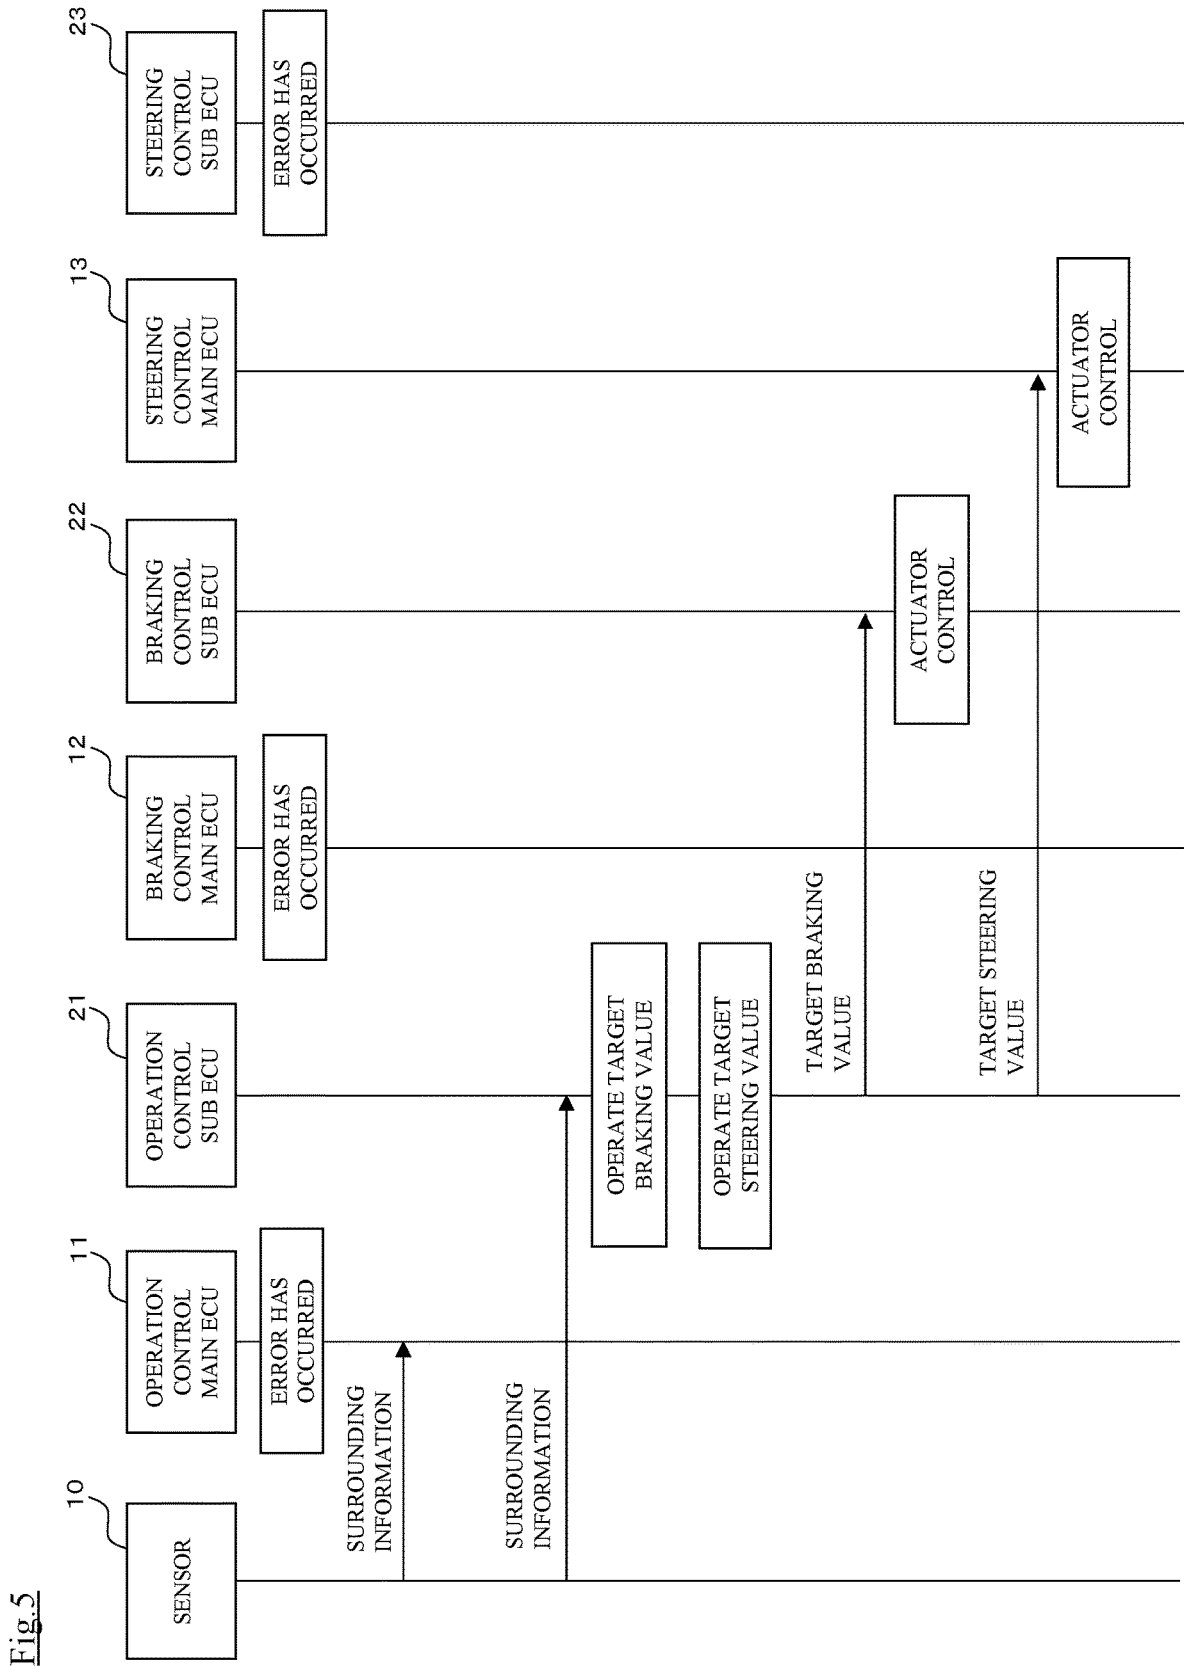 Fig.5
10
SENSOR
11
OPERATION
CONTROL
MAIN ECU
21
OPERATION
CONTROL
SUB ECU
12
BRAKING
CONTROL
MAIN ECU
22
BRAKING
CONTROL
SUB ECU
13
STEERING
CONTROL
MAIN ECU
23
STEERING
CONTROL
SUB ECU
ERROR HAS
OCCURRED
ERROR HAS
OCCURRED
ERROR HAS
OCCURRED
SURROUNDING
INFORMATION
SURROUNDING
INFORMATION
OPERATE TARGET
BRAKING VALUE
OPERATE TARGET
STEERING VALUE
TARGET BRAKING
VALUE
ACTUATOR
CONTROL
TARGET STEERING
VALUE
ACTUATOR
CONTROL